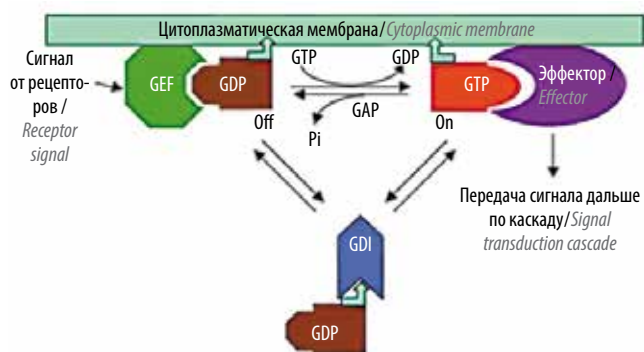 Цитоплазматическая мембрана/Cytoplasmic membrane
Сигнал
от рецепто-
ров /
Receptor
signal
GEF
GDP
Off
GTP
GDP
GAP
Pi
GTP
On
Эффектор /
Effector
Передача сигнала дальше
по каскаду/Signal
transduction cascade
GDI
GDP